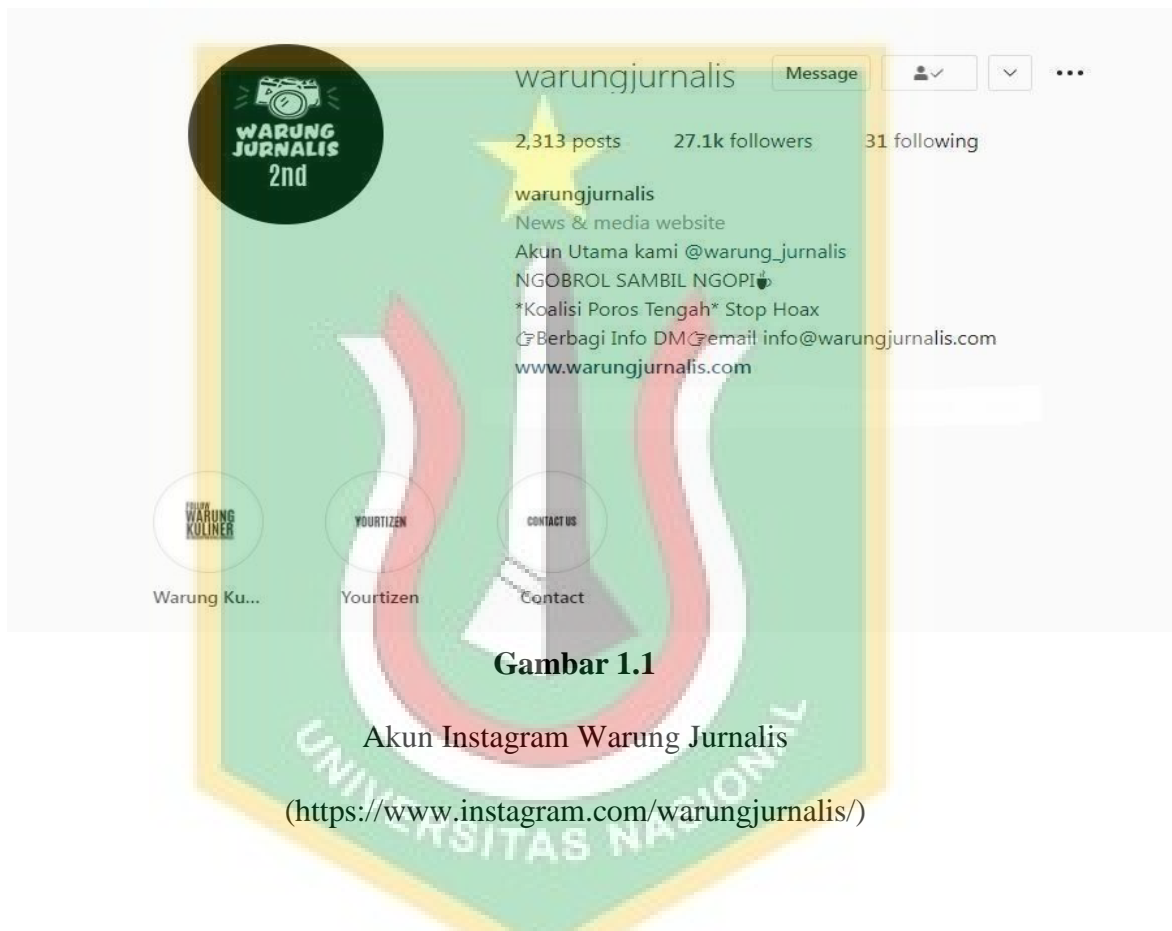 WARUNG
JURNALIS
2nd
warungjurnalis Message
2,313 posts 27.1k followers 31 following
warungjurnalis
News & media website
Akun Utama kami @warung_jurnalis
NGOBROL SAMBIL NGOPI☕
*Koalisi Poros Tengah* Stop Hoax
👉Berbagi Info DM👉email info@warungjurnalis.com
www.warungjurnalis.com
FOLLOW
WARUNG
KULINER
YOURTIZEN
CONTACT US
Warung Ku... Yourtizen Contact
Gambar 1.1
Akun Instagram Warung Jurnalis
(https://www.instagram.com/warungjurnalis/)
UNIVERSITAS NASIONAL